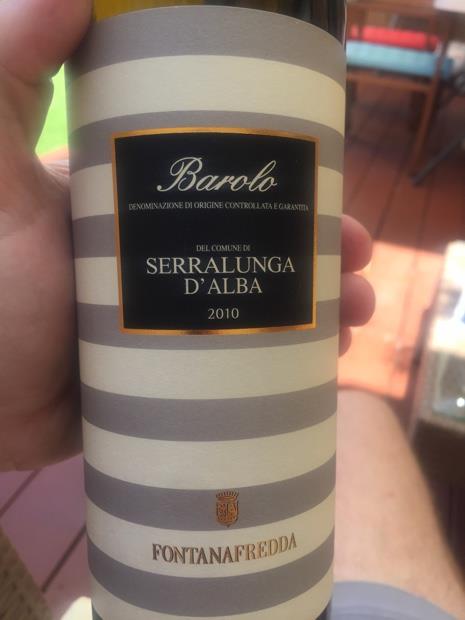 Barolo
DENOMINAZIONE DI ORIGINE CONTROLLATA E GARANTITA
DEL COMUNE DI
SERRALUNGA
D'ALBA
2010
FONTANAFREDDA